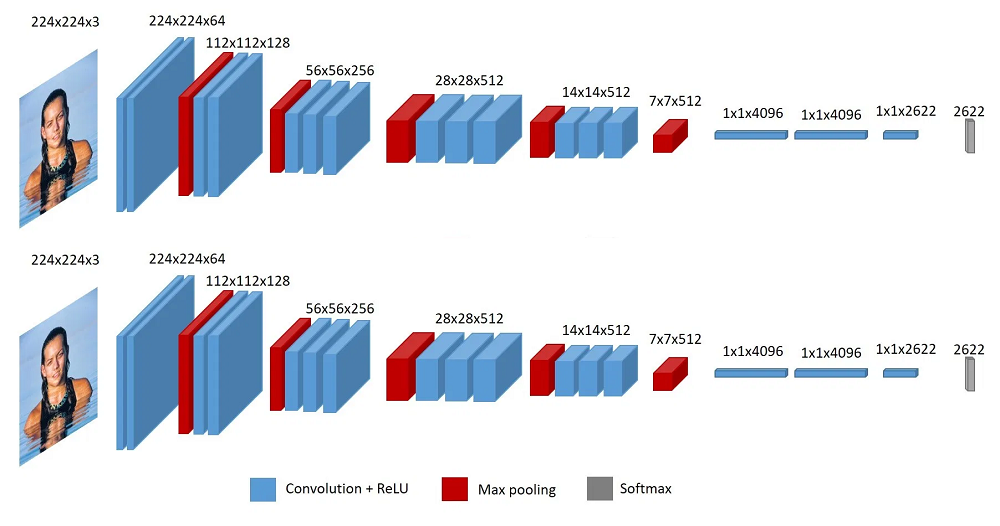 224x224x3
224x224x64
112x112x128
56x56x256
28x28x512
14x14x512
7x7x512
1x1x4096
1x1x4096
1x1x2622
2622
224x224x3
224x224x64
112x112x128
56x56x256
28x28x512
14x14x512
7x7x512
1x1x4096
1x1x4096
1x1x2622
2622
Convolution + ReLU
Max pooling
Softmax